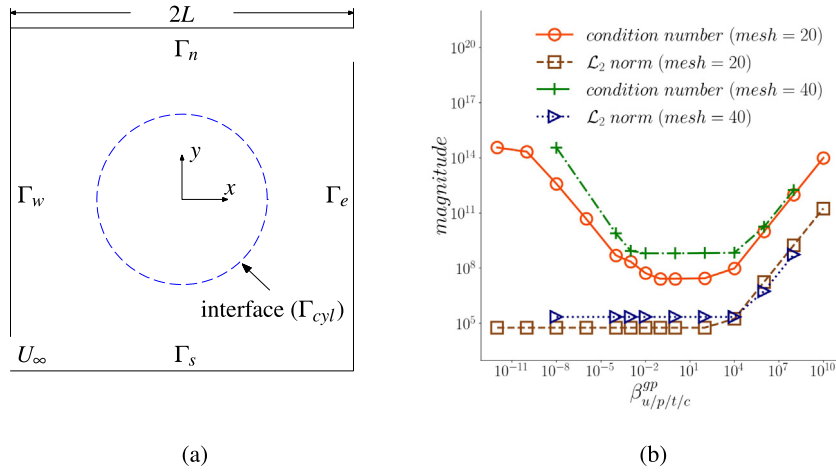 2L
Γn
y
x
Γw
Γe
interface (Γcyl)
U∞
Γs
(a)
condition number (mesh = 20)
L2 norm (mesh = 20)
condition number (mesh = 40)
L2 norm (mesh = 40)
magnitude
10^20
10^17
10^14
10^11
10^8
10^5
10^-11
10^-8
10^-5
10^-2
10^1
10^4
10^7
10^10
β^gp_u/p/t/c
(b)